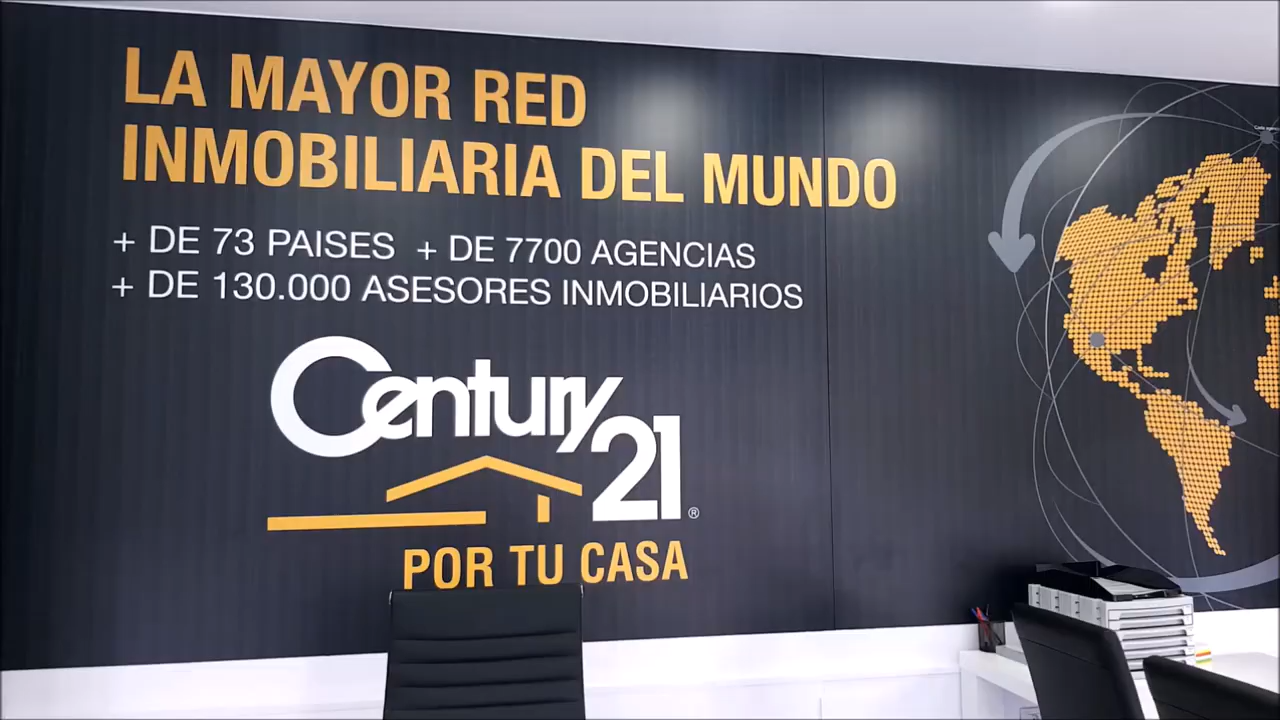 LA MAYOR RED
INMOBILIARIA DEL MUNDO
+ DE 73 PAISES + DE 7700 AGENCIAS
+ DE 130.000 ASESORES INMOBILIARIOS
Century
21®
POR TU CASA